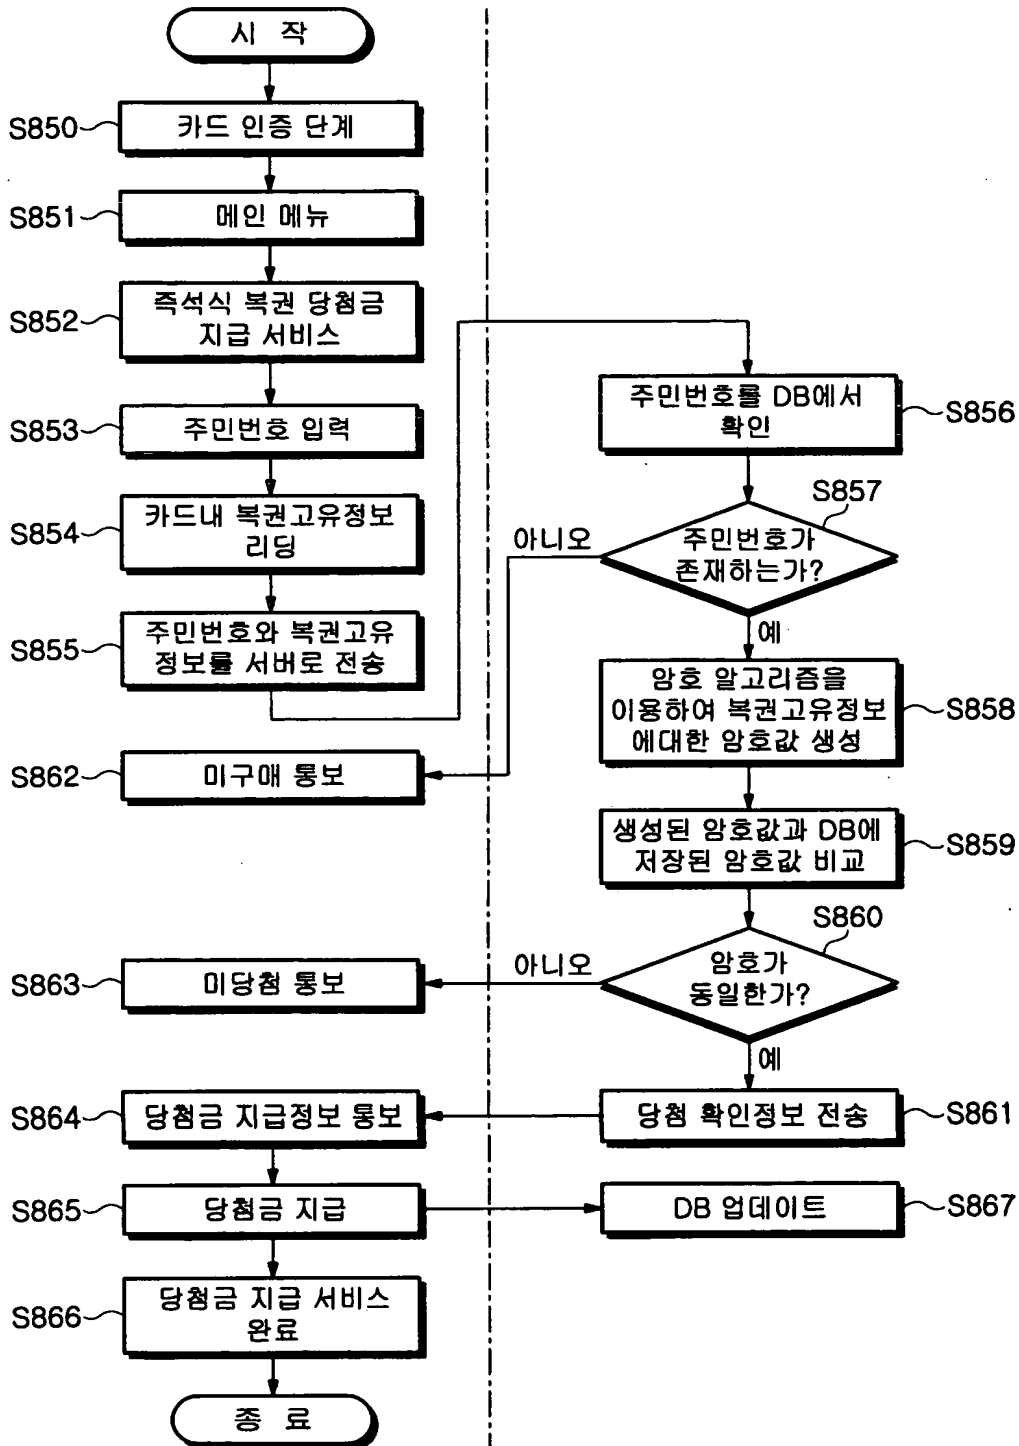 시 작
S850
카드 인증 단계
S851
메인 메뉴
S852
즉석식 복권 당첨금
지급 서비스
S853
주민번호 입력
S854
카드내 복권고유정보
리딩
S855
주민번호와 복권고유
정보를 서버로 전송
주민번호를 DB에서
확인
S856
S857
주민번호가
존재하는가?
아니오
예
암호 알고리즘을
이용하여 복권고유정보
에대한 암호값 생성
S858
S862
미구매 통보
생성된 암호값과 DB에
저장된 암호값 비교
S859
S860
암호가
동일한가?
아니오
예
S863
미당첨 통보
S864
당첨금 지급정보 통보
당첨 확인정보 전송
S861
S865
당첨금 지급
DB 업데이트
S867
S866
당첨금 지급 서비스
완료
종 료